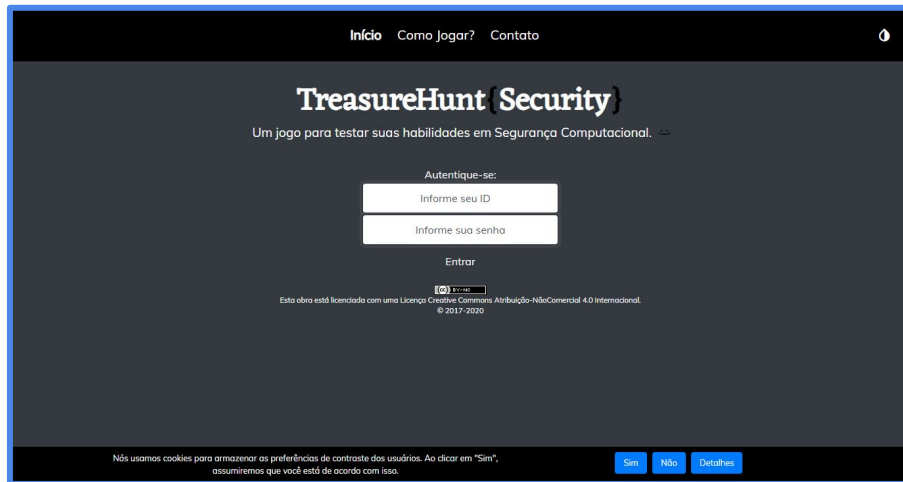 Início Como Jogar? Contato
TreasureHunt{Security}
Um jogo para testar suas habilidades em Segurança Computacional.
Autentique-se:
Informe seu ID
Informe sua senha
Entrar
(cc) BY-NC
Esta obra está licenciada com uma Licença Creative Commons Atribuição-NãoComercial 4.0 Internacional.
© 2017-2020
Nós usamos cookies para armazenar as preferências de contraste dos usuários. Ao clicar em "Sim",
assumiremos que você está de acordo com isso.
Sim Não Detalhes